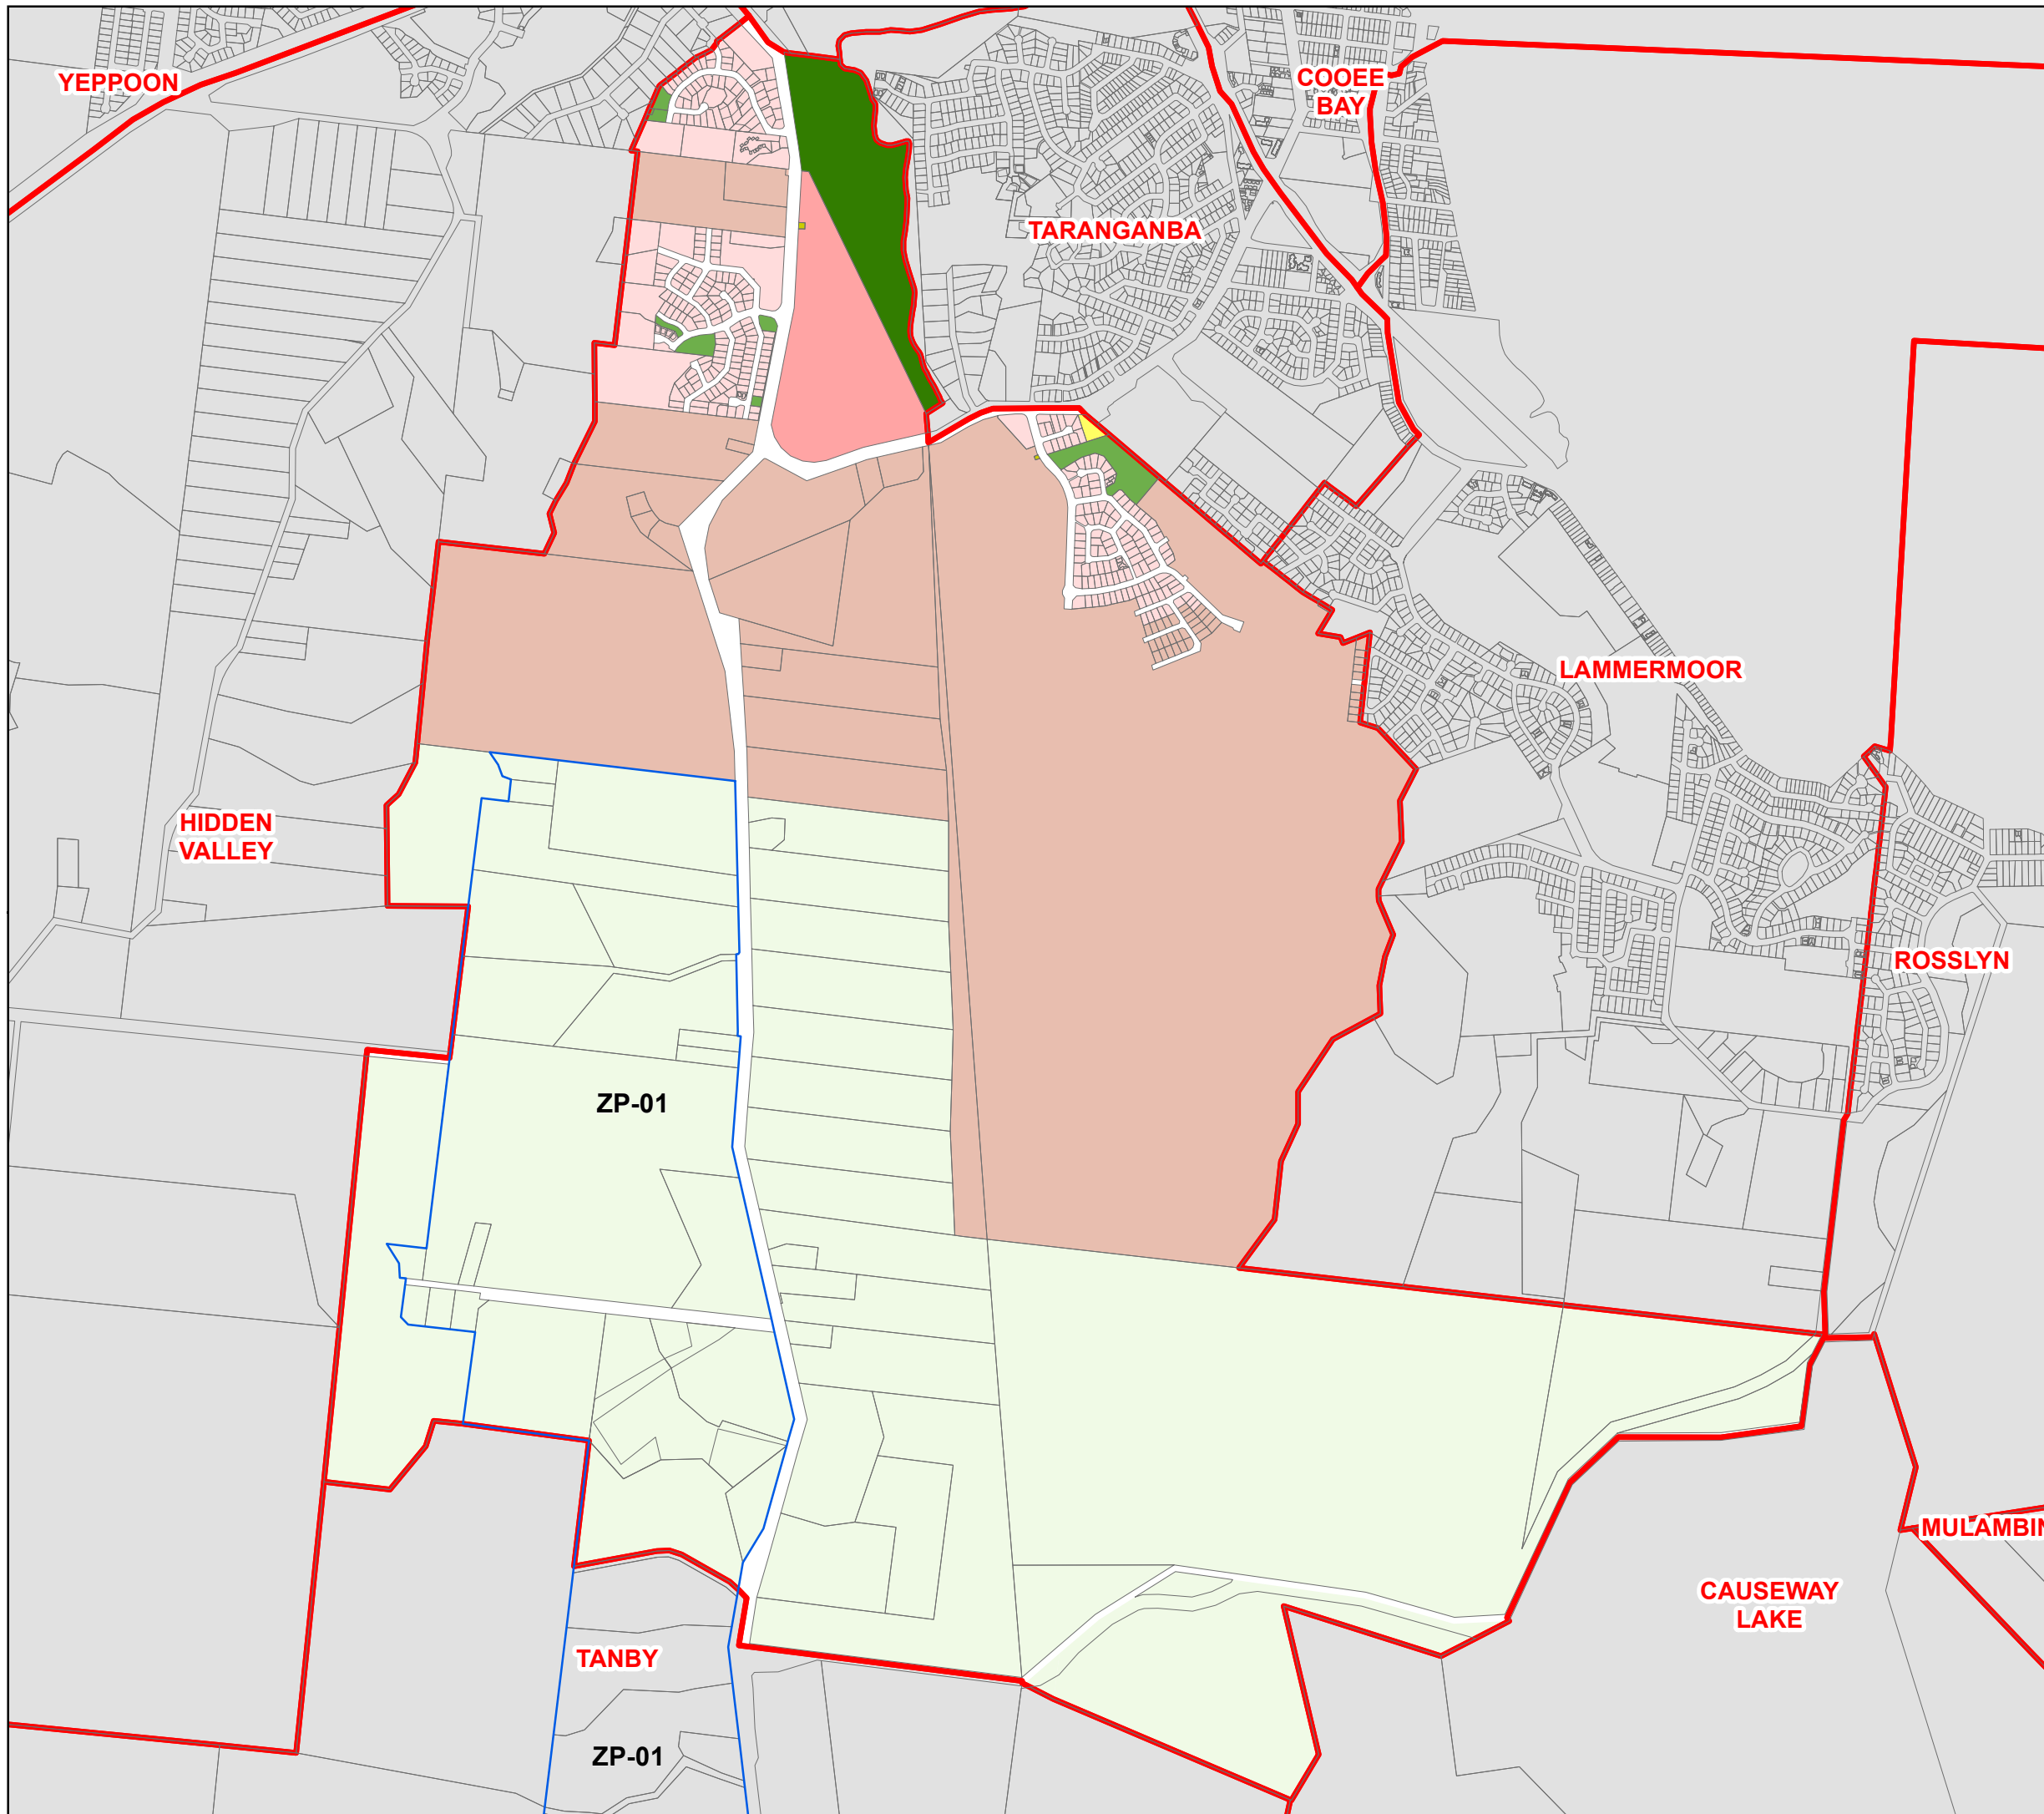 YEPPOON
COOEE
BAY
TARANGANBA
LAMMERMOOR
HIDDEN
VALLEY
ROSSLYN
ZP-01
MULAMBIN
CAUSEWAY
LAKE
TANBY
ZP-01